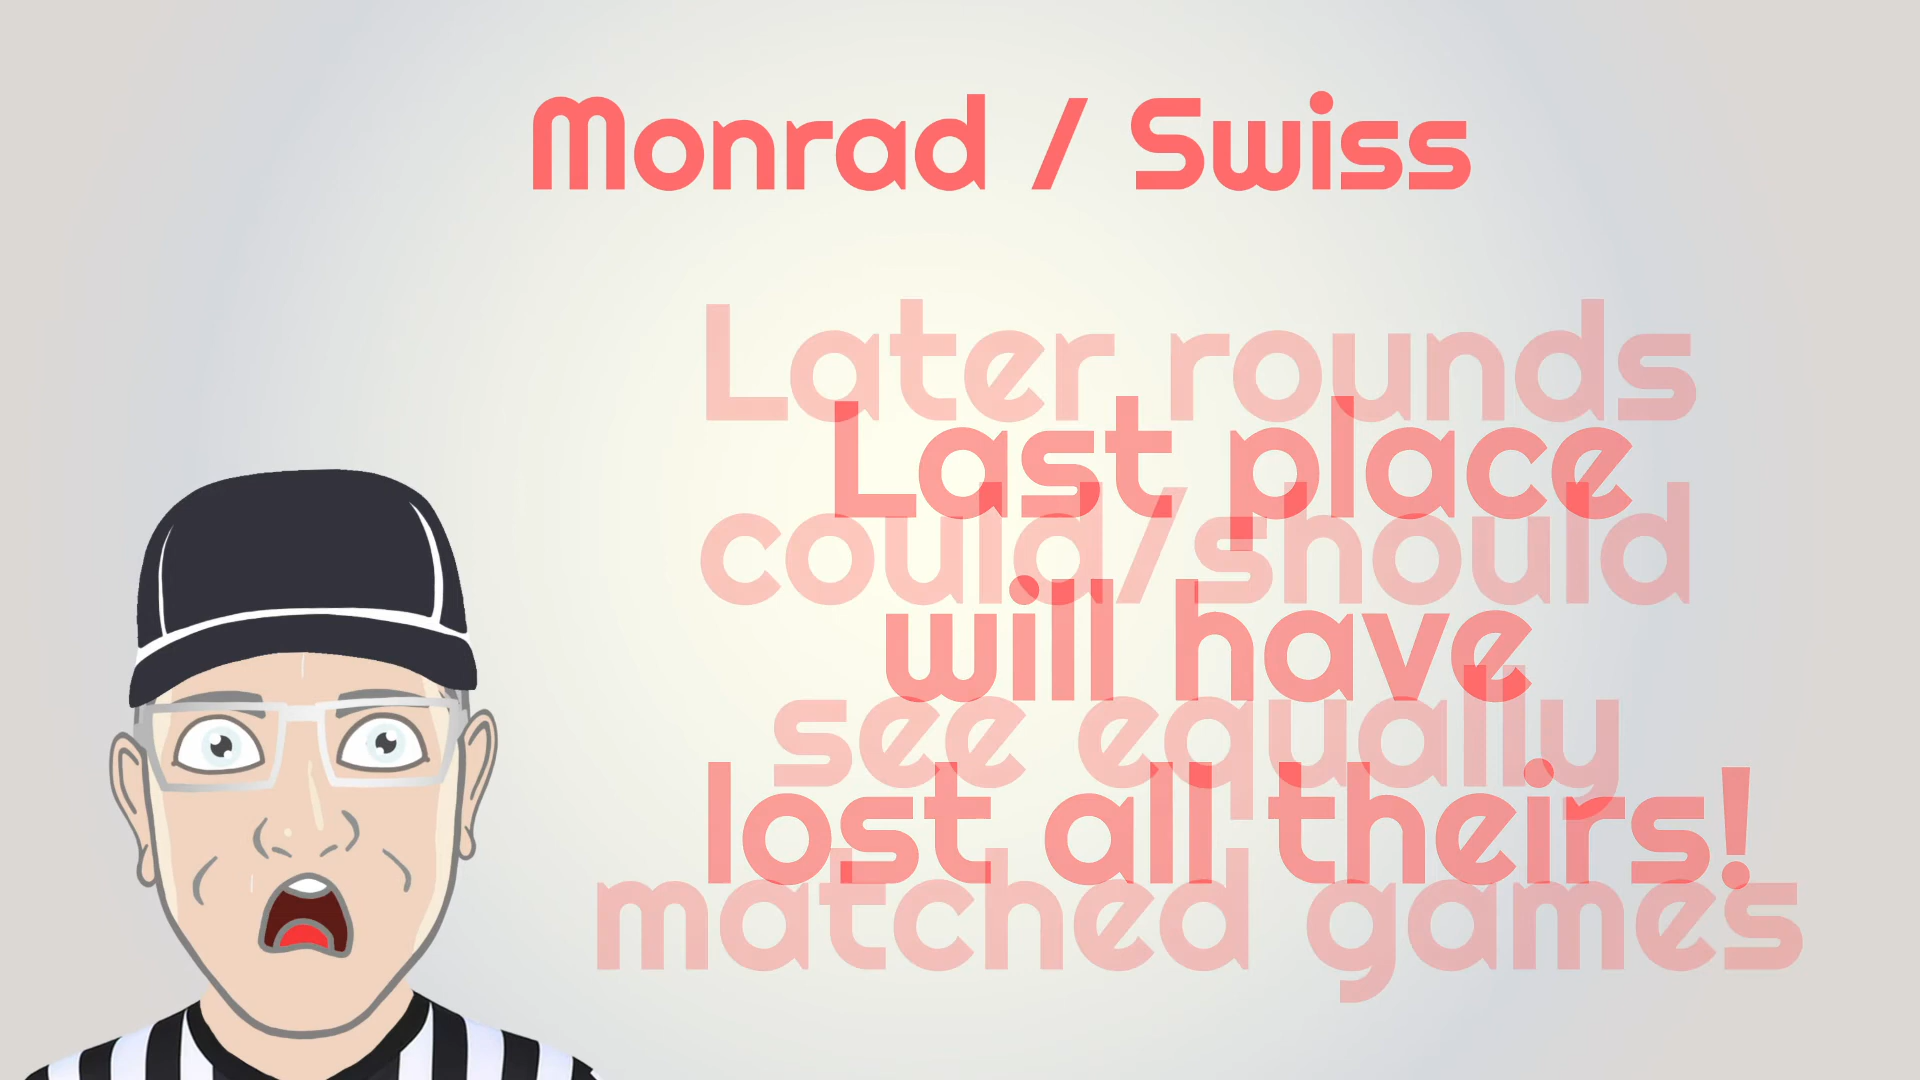 Monrad / Swiss
Later rounds
could/should
see equally
matched games
Last place
will have
lost all theirs!